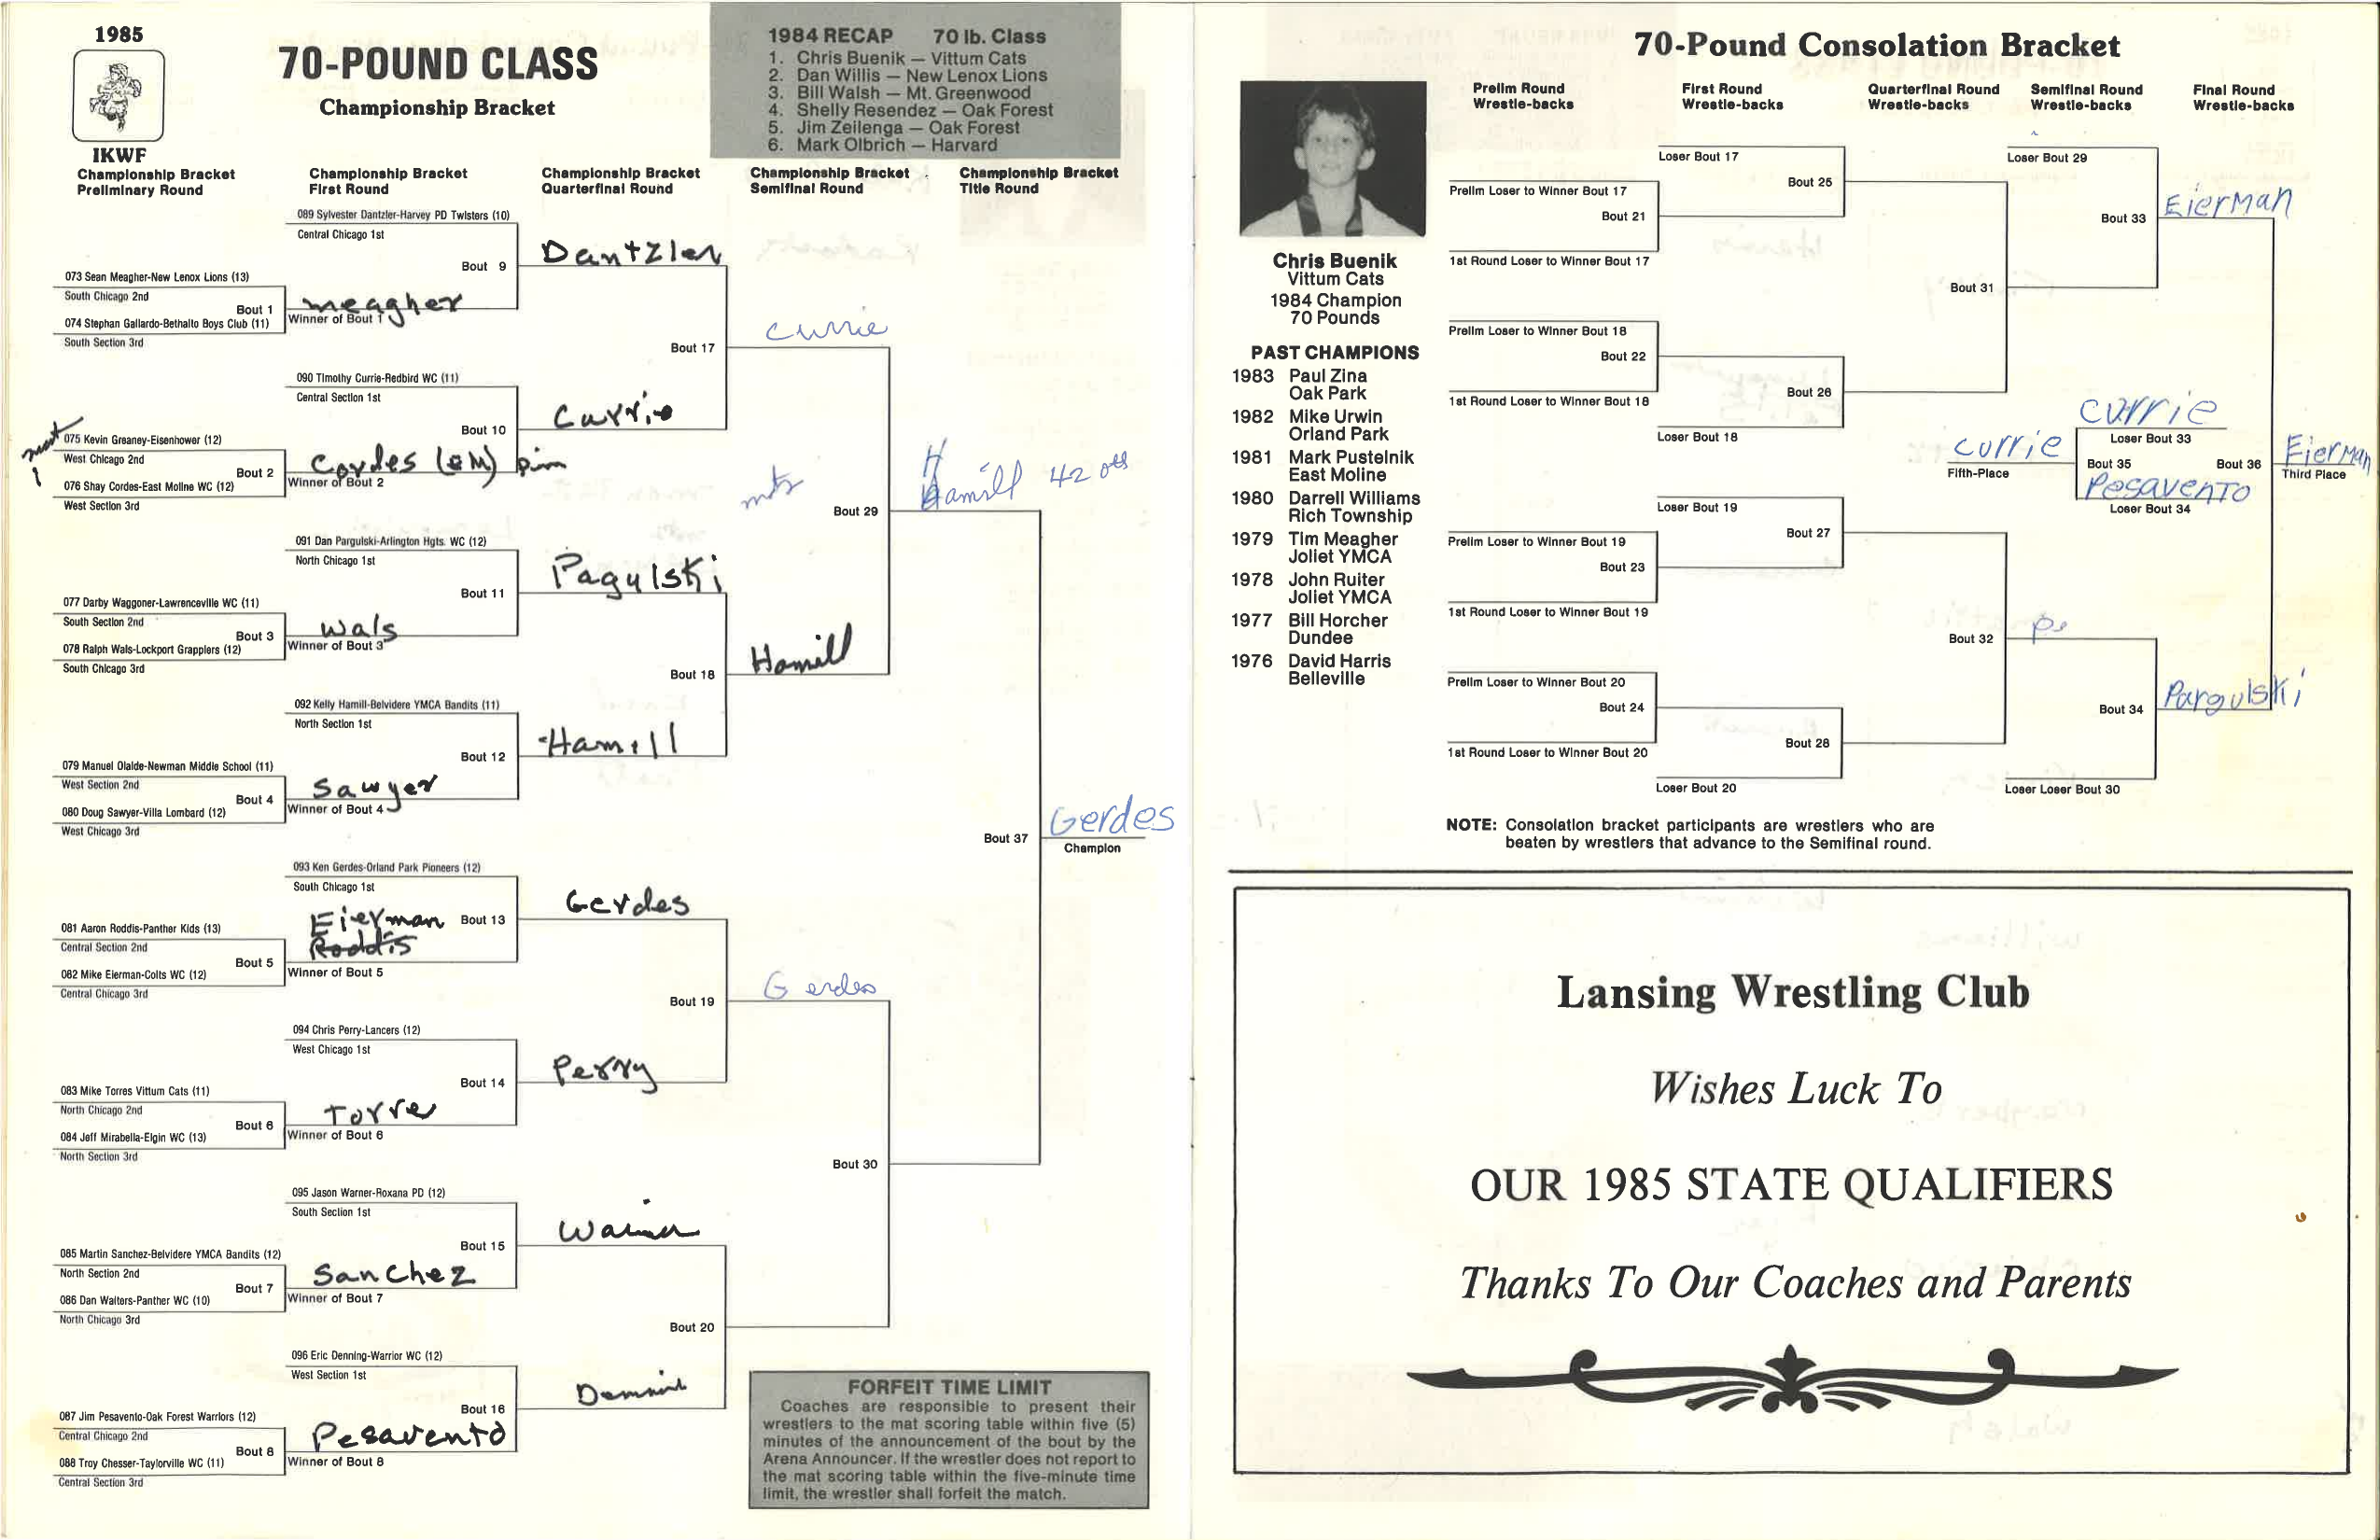 1985
IKWF
70-POUND CLASS
Championship Bracket
1984 RECAP 70 lb. Class
1. Chris Buenik — Vittum Cats
2. Dan Willis — New Lenox Lions
3. Bill Walsh — Mt. Greenwood
4. Shelly Resendez — Oak Forest
5. Jim Zeilenga — Oak Forest
6. Mark Olbrich — Harvard
Championship Bracket
Preliminary Round
Championship Bracket
First Round
Championship Bracket
Quarterfinal Round
Championship Bracket
Semifinal Round
Championship Bracket
Title Round
073 Sean Meagher-New Lenox Lions (13)
South Chicago 2nd
Bout 1
074 Stephan Gallardo-Bethalto Boys Club (11)
South Section 3rd
075 Kevin Greaney-Eisenhower (12)
West Chicago 2nd
Bout 2
076 Shay Cordes-East Moline WC (12)
West Section 3rd
077 Darby Waggoner-Lawrenceville WC (11)
South Section 2nd
Bout 3
078 Ralph Wals-Lockport Grapplers (12)
South Chicago 3rd
079 Manuel Olalde-Newman Middle School (11)
West Section 2nd
Bout 4
080 Doug Sawyer-Villa Lombard (12)
West Chicago 3rd
081 Aaron Roddis-Panther Kids (13)
Central Section 2nd
Bout 5
082 Mike Eierman-Colts WC (12)
Central Chicago 3rd
083 Mike Torres Vittum Cats (11)
North Chicago 2nd
Bout 6
084 Jeff Mirabella-Elgin WC (13)
North Section 3rd
085 Martin Sanchez-Belvidere YMCA Bandits (12)
North Section 2nd
Bout 7
086 Dan Walters-Panther WC (10)
North Chicago 3rd
087 Jim Pesavento-Oak Forest Warriors (12)
Central Chicago 2nd
Bout 8
088 Troy Chesser-Taylorville WC (11)
Central Section 3rd
089 Sylvester Dantzler-Harvey PD Twisters (10)
Central Chicago 1st
Bout 9
meagher
Winner of Bout 1
090 Timothy Currie-Redbird WC (11)
Central Section 1st
Bout 10
Cordes (EM) pin
Winner of Bout 2
091 Dan Pargulski-Arlington Hgts. WC (12)
North Chicago 1st
Bout 11
Wals
Winner of Bout 3
092 Kelly Hamill-Belvidere YMCA Bandits (11)
North Section 1st
Bout 12
Sawyer
Winner of Bout 4
093 Ken Gerdes-Orland Park Pioneers (12)
South Chicago 1st
Eierman
Bout 13
Roddis
Winner of Bout 5
094 Chris Perry-Lancers (12)
West Chicago 1st
Bout 14
Torre
Winner of Bout 6
095 Jason Warner-Roxana PD (12)
South Section 1st
Bout 15
Sanchez
Winner of Bout 7
096 Eric Denning-Warrior WC (12)
West Section 1st
Bout 16
Pesavento
Winner of Bout 8
Dantzler
Bout 17
Currie
Pagulski
Bout 18
Hamill
Gerdes
Bout 19
Perry
Bout 20
Currie
Bout 29
Hamill
Gerdes
Bout 30
Hamill 42
Bout 37
Gerdes
Champion
FORFEIT TIME LIMIT
Coaches are responsible to present their
wrestlers to the mat scoring table within five (5)
minutes of the announcement of the bout by the
Arena Announcer. If the wrestler does not report to
the mat scoring table within the five-minute time
limit, the wrestler shall forfeit the match.
70-Pound Consolation Bracket
Chris Buenik
Vittum Cats
1984 Champion
70 Pounds
PAST CHAMPIONS
1983 Paul Zina
Oak Park
1982 Mike Urwin
Orland Park
1981 Mark Pustelnik
East Moline
1980 Darrell Williams
Rich Township
1979 Tim Meagher
Joliet YMCA
1978 John Ruiter
Joliet YMCA
1977 Bill Horcher
Dundee
1976 David Harris
Belleville
Prelim Round
Wrestle-backs
First Round
Wrestle-backs
Quarterfinal Round
Wrestle-backs
Semifinal Round
Wrestle-backs
Final Round
Wrestle-backs
Prelim Loser to Winner Bout 17
Bout 21
1st Round Loser to Winner Bout 17
Prelim Loser to Winner Bout 18
Bout 22
1st Round Loser to Winner Bout 18
Prelim Loser to Winner Bout 19
Bout 23
1st Round Loser to Winner Bout 19
Prelim Loser to Winner Bout 20
Bout 24
1st Round Loser to Winner Bout 20
Loser Bout 17
Bout 25
Bout 26
Loser Bout 18
Loser Bout 19
Bout 27
Bout 28
Loser Bout 20
Bout 31
Bout 32
Loser Bout 29
Bout 33
Pe
Bout 34
Loser Loser Bout 30
Eierman
Currie
Loser Bout 33
Currie
Fifth-Place
Bout 35
Bout 36
Pesavento
Loser Bout 34
Eierman
Third Place
Pargulski
NOTE: Consolation bracket participants are wrestlers who are
beaten by wrestlers that advance to the Semifinal round.
Lansing Wrestling Club
Wishes Luck To
OUR 1985 STATE QUALIFIERS
Thanks To Our Coaches and Parents